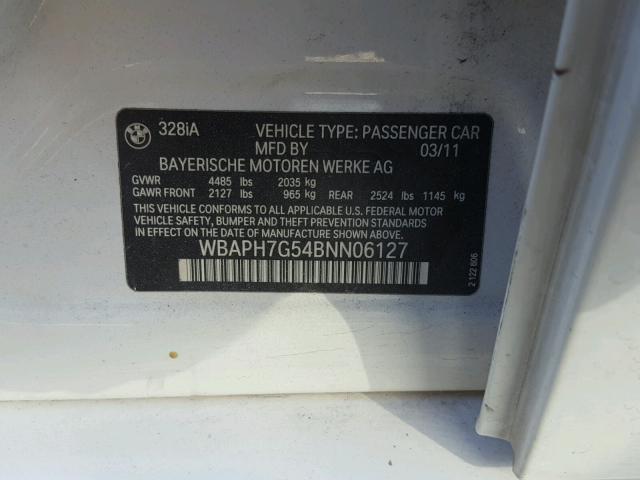 328iA VEHICLE TYPE: PASSENGER CAR
MFD BY 03/11
BAYERISCHE MOTOREN WERKE AG
GVWR 4485 lbs 2035 kg
GAWR FRONT 2127 lbs 965 kg REAR 2524 lbs 1145 kg
THIS VEHICLE CONFORMS TO ALL APPLICABLE U.S. FEDERAL MOTOR
VEHICLE SAFETY, BUMPER AND THEFT PREVENTION STANDARDS
IN EFFECT ON THE DATE OF MANUFACTURE SHOWN ABOVE.
WBAPH7G54BNN06127
2 122 606